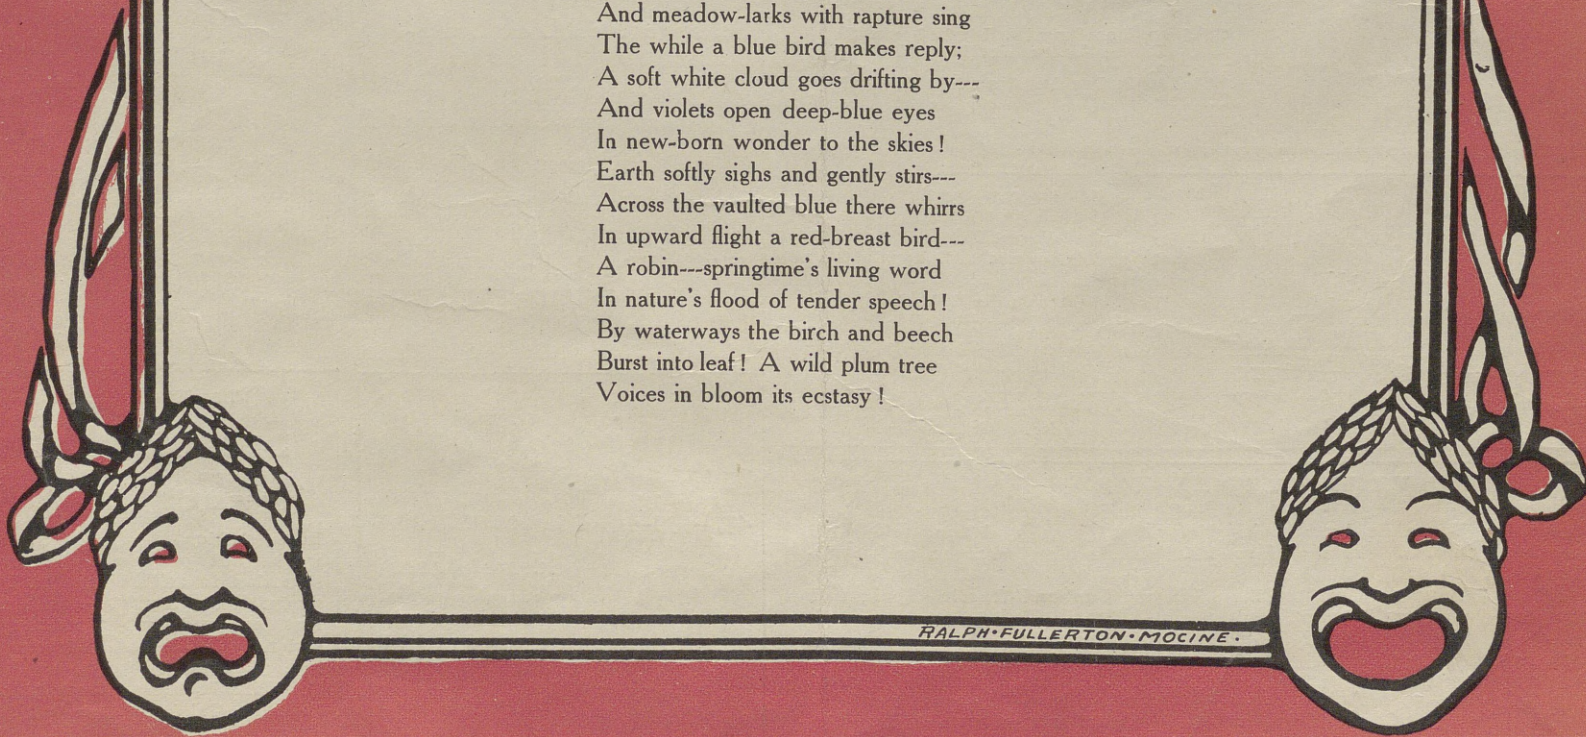 And meadow-larks with rapture sing
The while a blue bird makes reply;
A soft white cloud goes drifting by---
And violets open deep-blue eyes
In new-born wonder to the skies!
Earth softly sighs and gently stirs---
Across the vaulted blue there whirrs
In upward flight a red-breast bird---
A robin---springtime's living word
In nature's flood of tender speech!
By waterways the birch and beech
Burst into leaf! A wild plum tree
Voices in bloom its ecstasy!
RALPH·FULLERTON·MOCINE.